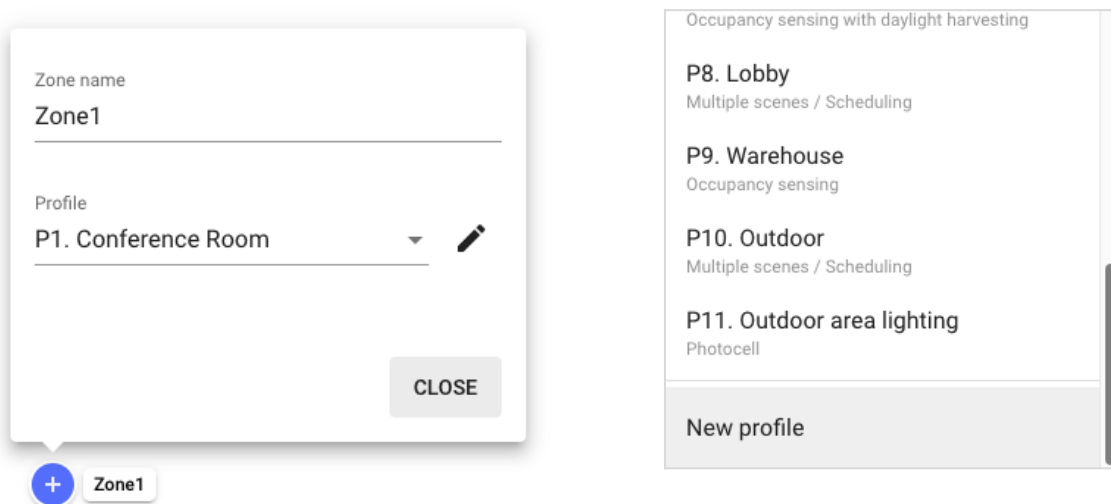 Zone name
Zone1
Profile
P1. Conference Room
CLOSE
Zone1
Occupancy sensing with daylight harvesting
P8. Lobby
Multiple scenes / Scheduling
P9. Warehouse
Occupancy sensing
P10. Outdoor
Multiple scenes / Scheduling
P11. Outdoor area lighting
Photocell
New profile